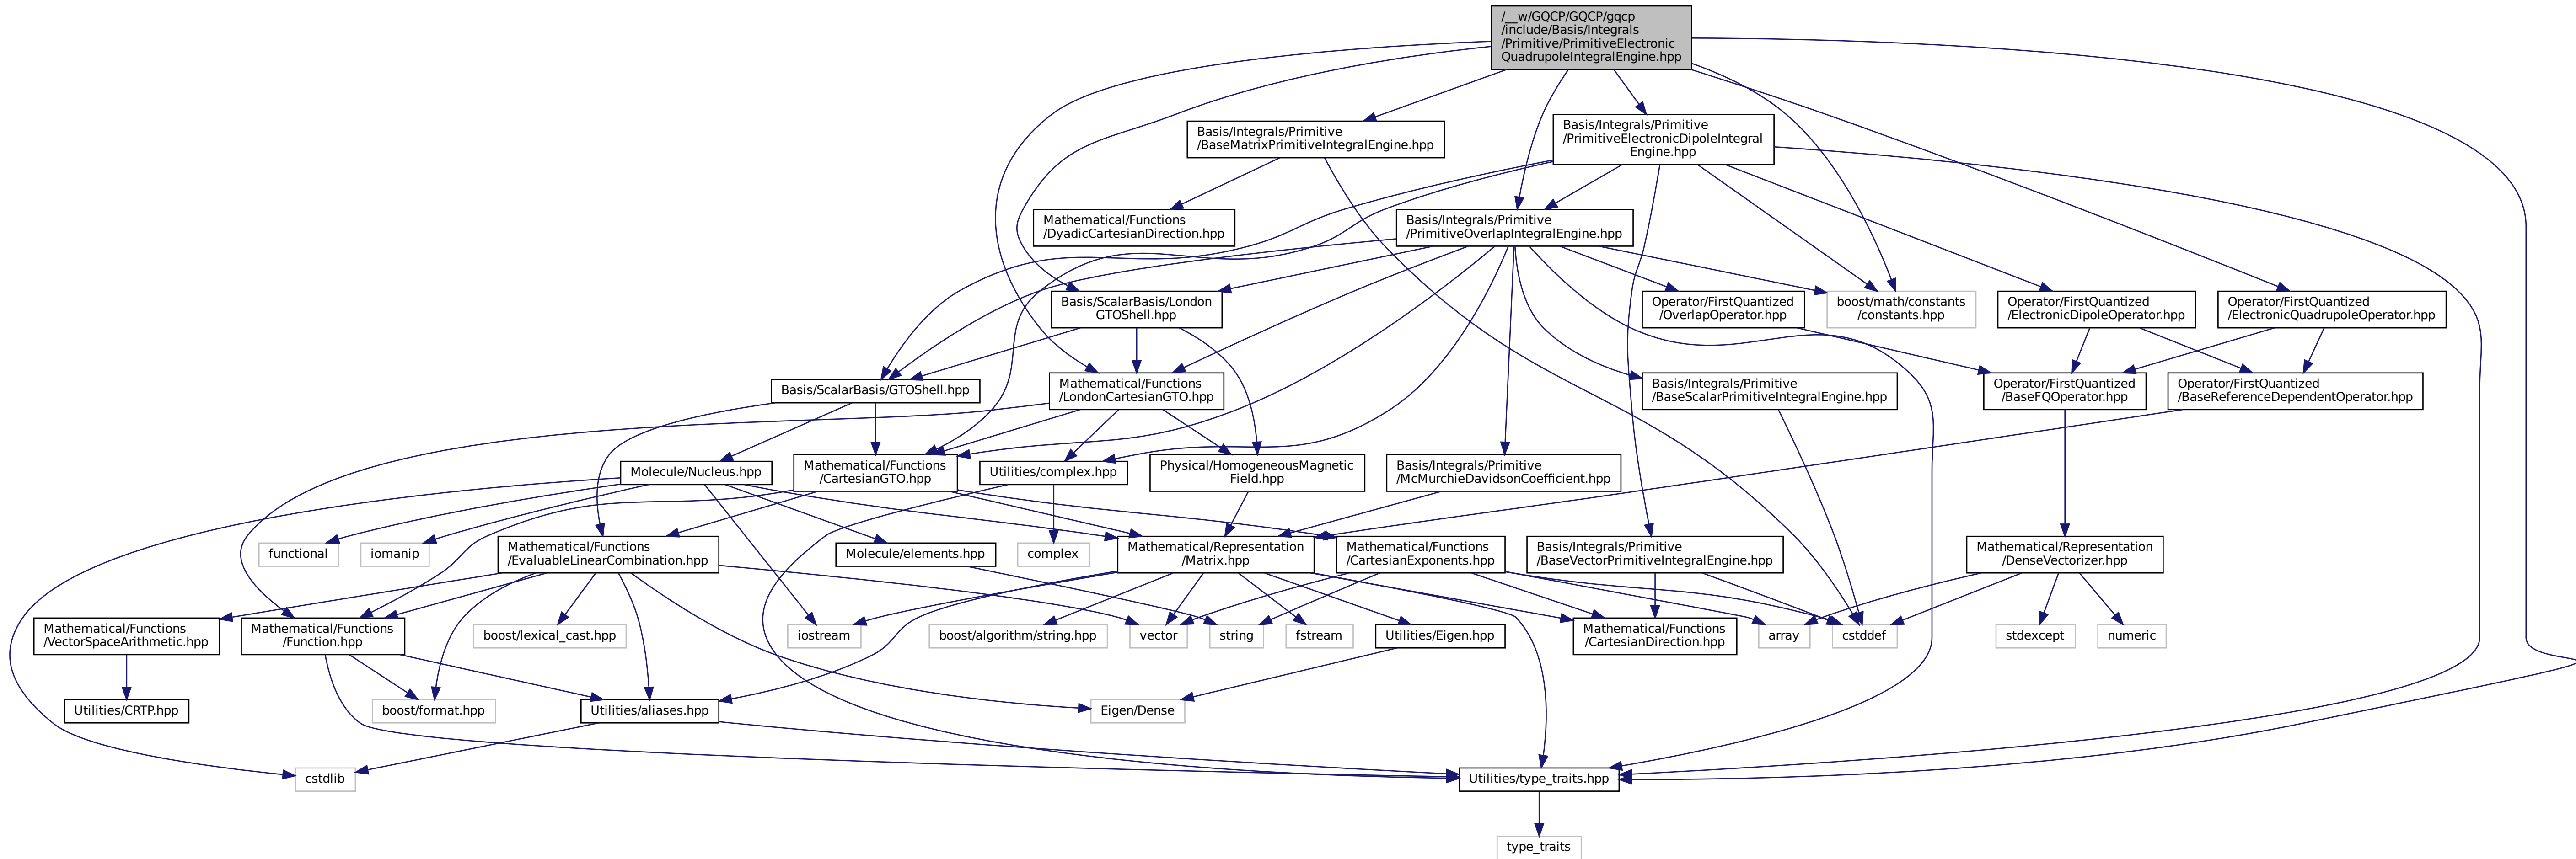 /__w/GQCP/GQCP/gqcp
/include/Basis/Integrals
/Primitive/PrimitiveElectronic
QuadrupoleIntegralEngine.hpp
Basis/Integrals/Primitive
/BaseMatrixPrimitiveIntegralEngine.hpp
Basis/Integrals/Primitive
/PrimitiveElectronicDipoleIntegral
Engine.hpp
Mathematical/Functions
/DyadicCartesianDirection.hpp
Basis/Integrals/Primitive
/PrimitiveOverlapIntegralEngine.hpp
Basis/ScalarBasis/London
GTOShell.hpp
Operator/FirstQuantized
/OverlapOperator.hpp
boost/math/constants
/constants.hpp
Operator/FirstQuantized
/ElectronicDipoleOperator.hpp
Operator/FirstQuantized
/ElectronicQuadrupoleOperator.hpp
Basis/ScalarBasis/GTOShell.hpp
Mathematical/Functions
/LondonCartesianGTO.hpp
Basis/Integrals/Primitive
/BaseScalarPrimitiveIntegralEngine.hpp
Operator/FirstQuantized
/BaseFQOperator.hpp
Operator/FirstQuantized
/BaseReferenceDependentOperator.hpp
Molecule/Nucleus.hpp
Mathematical/Functions
/CartesianGTO.hpp
Utilities/complex.hpp
Physical/HomogeneousMagnetic
Field.hpp
Basis/Integrals/Primitive
/McMurchieDavidsonCoefficient.hpp
functional
iomanip
Mathematical/Functions
/EvaluableLinearCombination.hpp
Molecule/elements.hpp
complex
Mathematical/Representation
/Matrix.hpp
Mathematical/Functions
/CartesianExponents.hpp
Basis/Integrals/Primitive
/BaseVectorPrimitiveIntegralEngine.hpp
Mathematical/Representation
/DenseVectorizer.hpp
Mathematical/Functions
/VectorSpaceArithmetic.hpp
Mathematical/Functions
/Function.hpp
boost/lexical_cast.hpp
iostream
boost/algorithm/string.hpp
vector
string
fstream
Utilities/Eigen.hpp
Mathematical/Functions
/CartesianDirection.hpp
array
cstddef
stdexcept
numeric
Utilities/CRTP.hpp
boost/format.hpp
Utilities/aliases.hpp
Eigen/Dense
cstdlib
Utilities/type_traits.hpp
type_traits